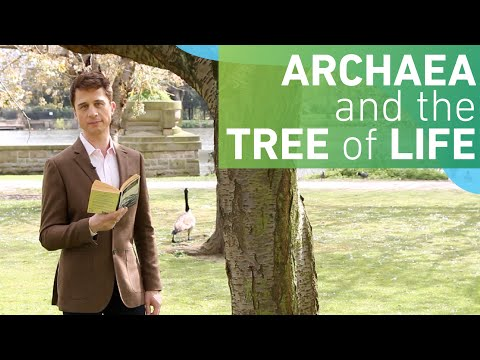 ARCHAEA
and the
TREE of LIFE